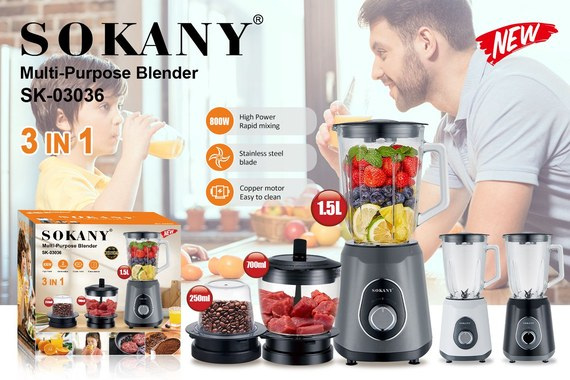 SOKANY®
Multi-Purpose Blender
SK-03036
3 IN 1
NEW
800W
High Power
Rapid mixing
Stainless steel
blade
Copper motor
Easy to clean
1.5L
700ml
250ml
SOKANY
SOKANY
Multi-Purpose Blender
SK-03036
3 IN 1
NEW
1.5L